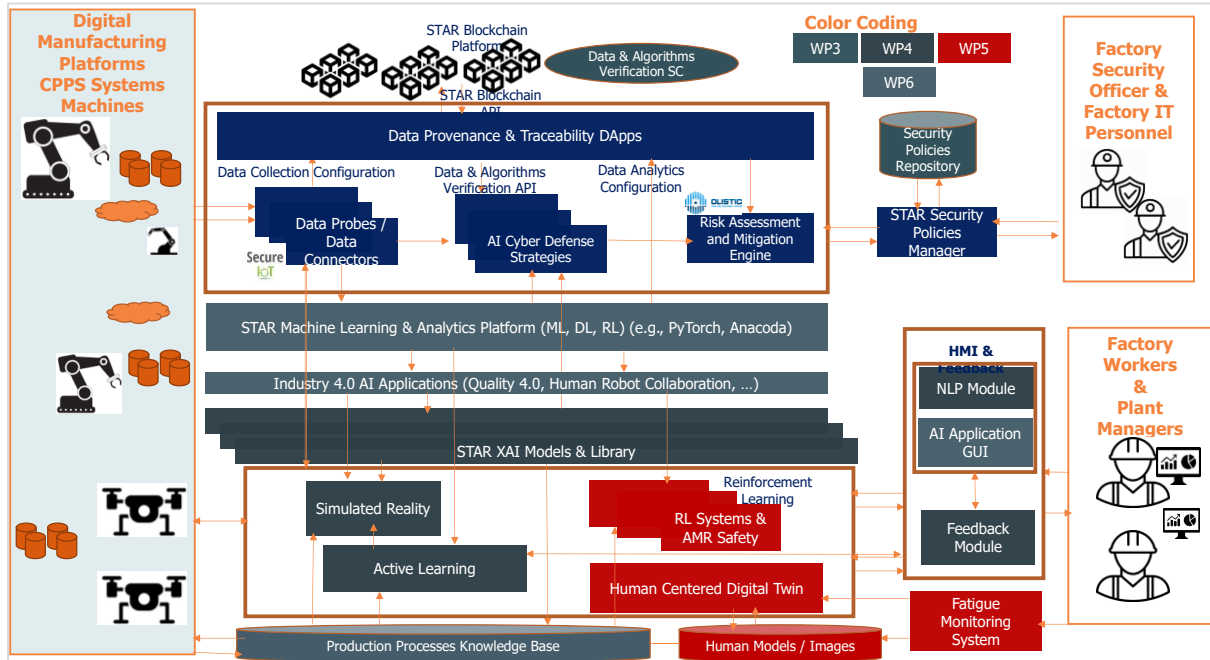 Digital
Manufacturing
Platforms
CPPS Systems
Machines
STAR Blockchain
Platform
Data & Algorithms
Verification SC
Color Coding
WP3
WP4
WP5
WP6
Factory
Security
Officer &
Factory IT
Personnel
STAR Blockchain
API
Data Provenance & Traceability DApps
Security
Policies
Repository
Data Collection Configuration
Data & Algorithms
Verification API
Data Analytics
Configuration
OLISTIC
Data Probes /
Data
Connectors
Secure
IoT
AI Cyber Defense
Strategies
Risk Assessment
and Mitigation
Engine
STAR Security
Policies
Manager
STAR Machine Learning & Analytics Platform (ML, DL, RL) (e.g., PyTorch, Anacoda)
Industry 4.0 AI Applications (Quality 4.0, Human Robot Collaboration, …)
STAR XAI Models & Library
HMI &
Feedback
NLP Module
AI Application
GUI
Feedback
Module
Factory
Workers
&
Plant
Managers
Reinforcement
Learning
Simulated Reality
RL Systems &
AMR Safety
Active Learning
Human Centered Digital Twin
Fatigue
Monitoring
System
Production Processes Knowledge Base
Human Models / Images